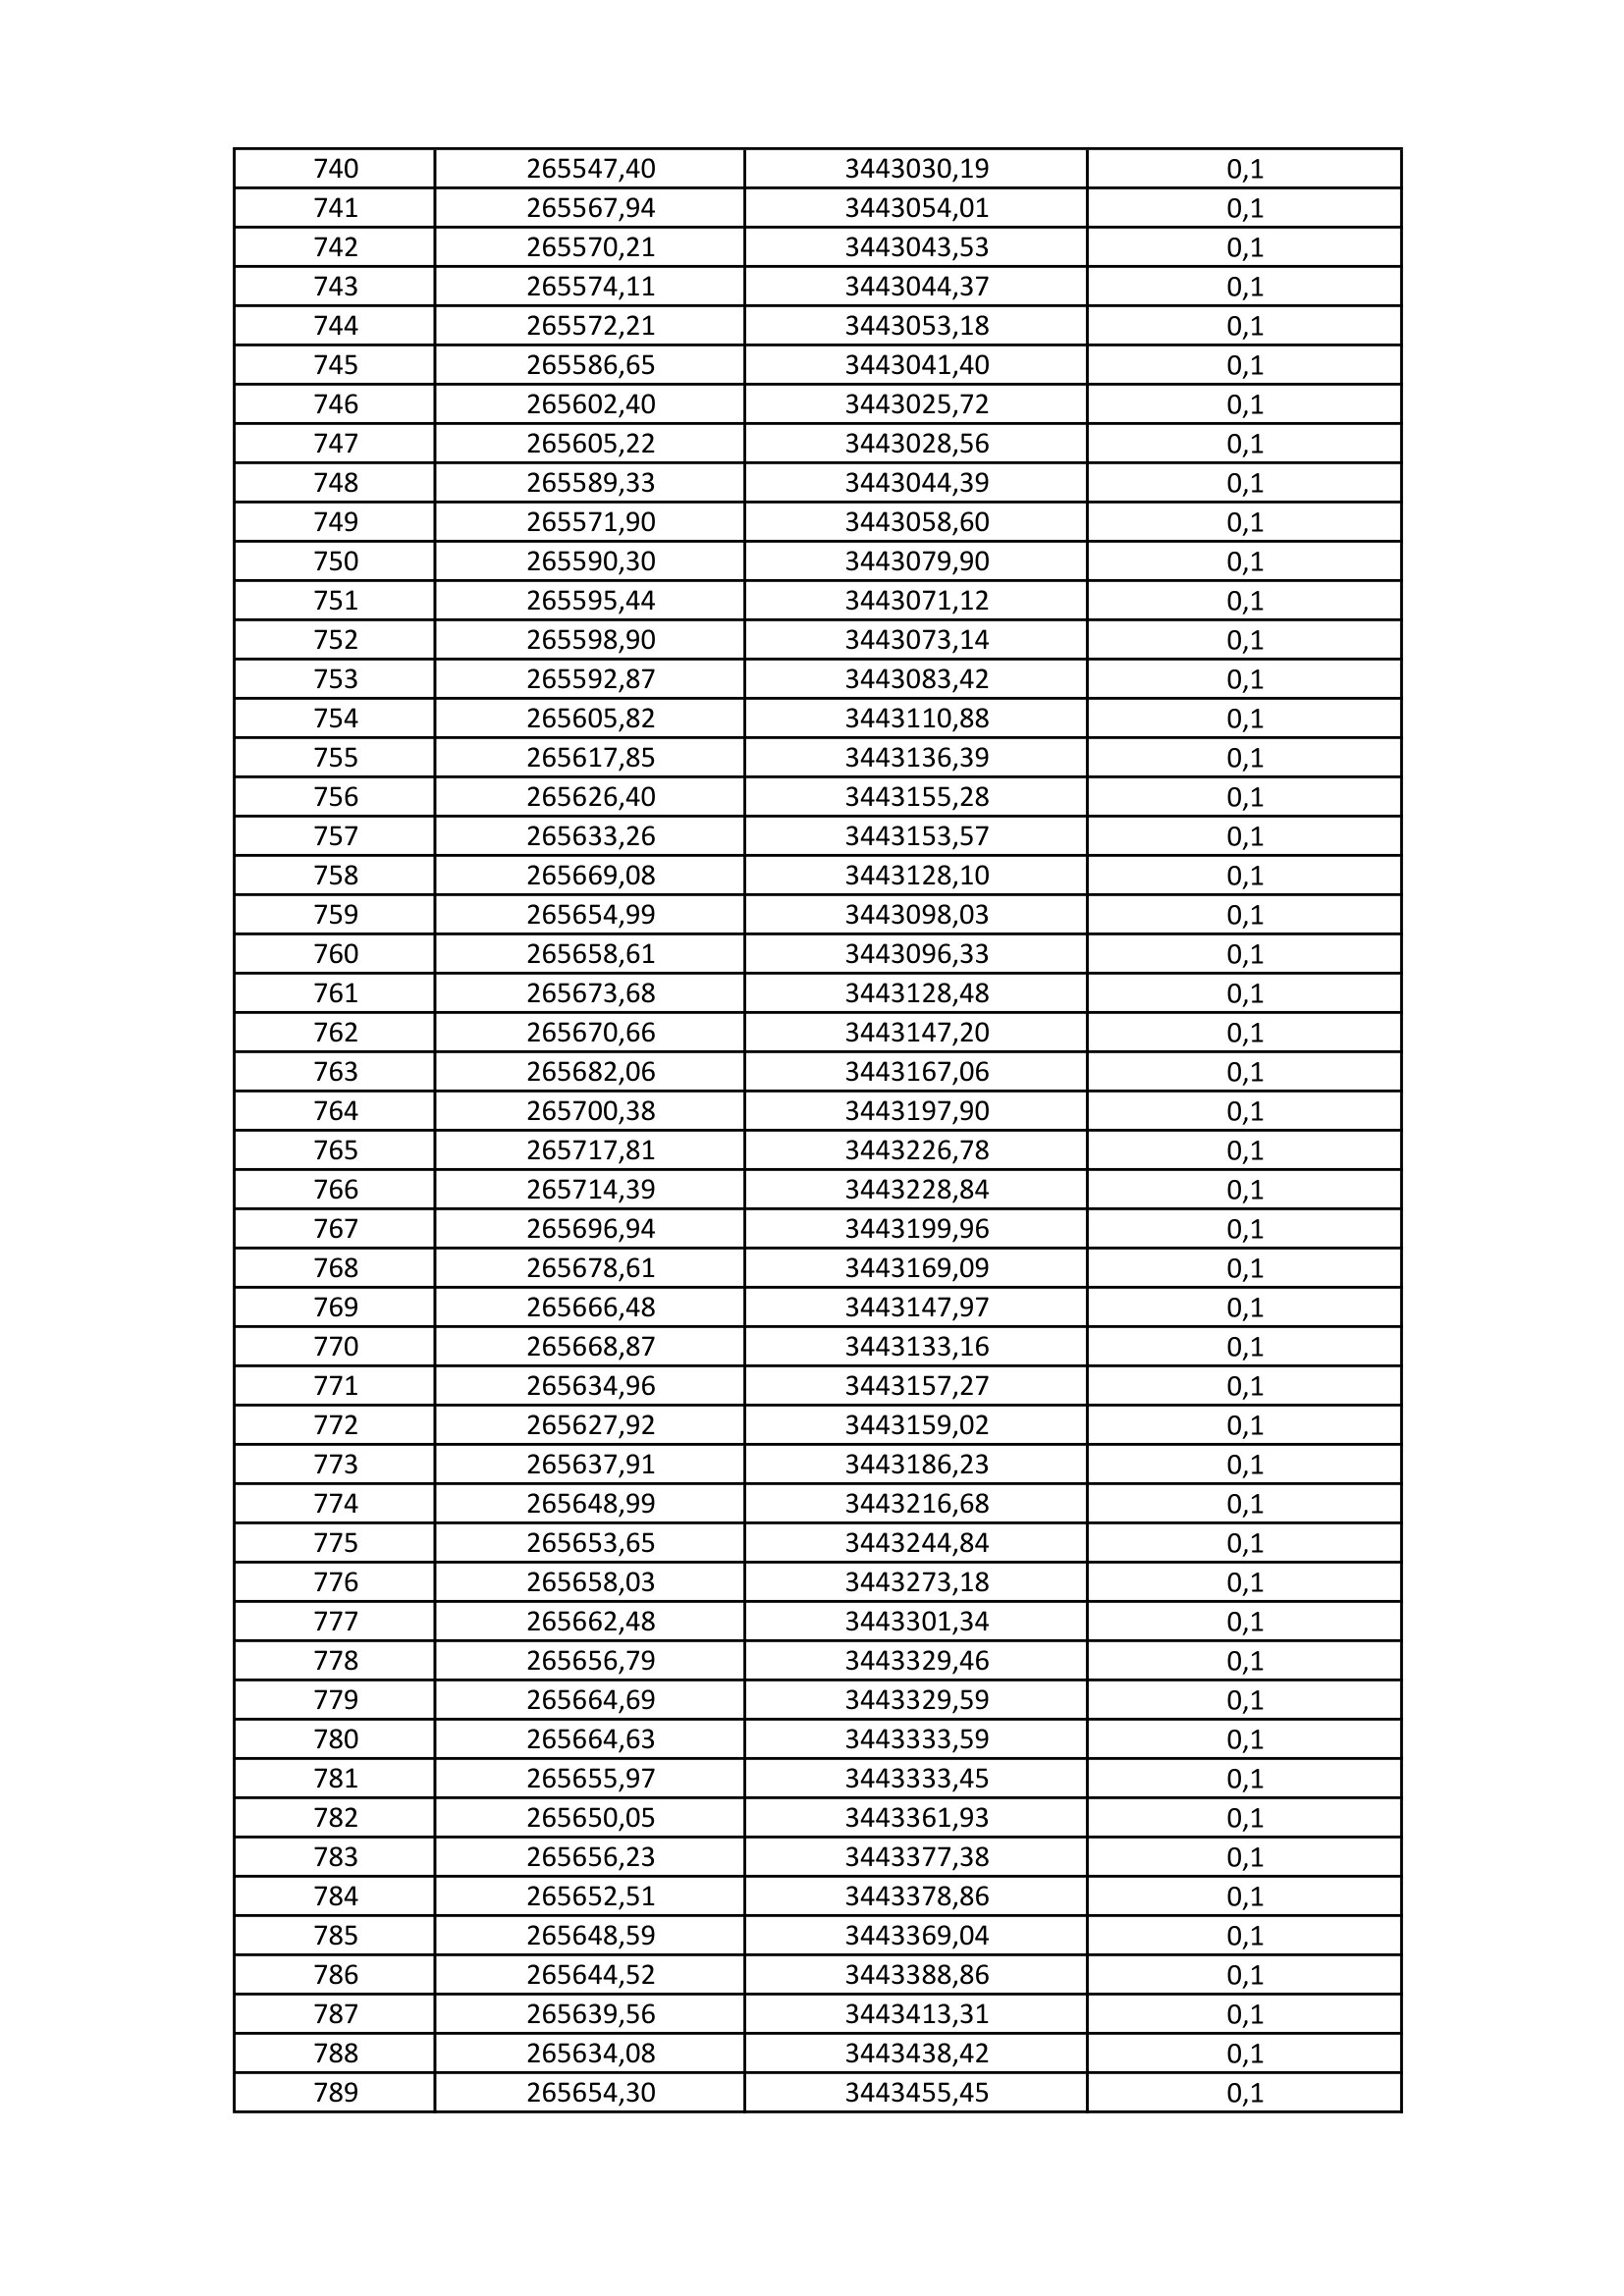 740 265547,40 3443030,19 0,1
741 265567,94 3443054,01 0,1
742 265570,21 3443043,53 0,1
743 265574,11 3443044,37 0,1
744 265572,21 3443053,18 0,1
745 265586,65 3443041,40 0,1
746 265602,40 3443025,72 0,1
747 265605,22 3443028,56 0,1
748 265589,33 3443044,39 0,1
749 265571,90 3443058,60 0,1
750 265590,30 3443079,90 0,1
751 265595,44 3443071,12 0,1
752 265598,90 3443073,14 0,1
753 265592,87 3443083,42 0,1
754 265605,82 3443110,88 0,1
755 265617,85 3443136,39 0,1
756 265626,40 3443155,28 0,1
757 265633,26 3443153,57 0,1
758 265669,08 3443128,10 0,1
759 265654,99 3443098,03 0,1
760 265658,61 3443096,33 0,1
761 265673,68 3443128,48 0,1
762 265670,66 3443147,20 0,1
763 265682,06 3443167,06 0,1
764 265700,38 3443197,90 0,1
765 265717,81 3443226,78 0,1
766 265714,39 3443228,84 0,1
767 265696,94 3443199,96 0,1
768 265678,61 3443169,09 0,1
769 265666,48 3443147,97 0,1
770 265668,87 3443133,16 0,1
771 265634,96 3443157,27 0,1
772 265627,92 3443159,02 0,1
773 265637,91 3443186,23 0,1
774 265648,99 3443216,68 0,1
775 265653,65 3443244,84 0,1
776 265658,03 3443273,18 0,1
777 265662,48 3443301,34 0,1
778 265656,79 3443329,46 0,1
779 265664,69 3443329,59 0,1
780 265664,63 3443333,59 0,1
781 265655,97 3443333,45 0,1
782 265650,05 3443361,93 0,1
783 265656,23 3443377,38 0,1
784 265652,51 3443378,86 0,1
785 265648,59 3443369,04 0,1
786 265644,52 3443388,86 0,1
787 265639,56 3443413,31 0,1
788 265634,08 3443438,42 0,1
789 265654,30 3443455,45 0,1